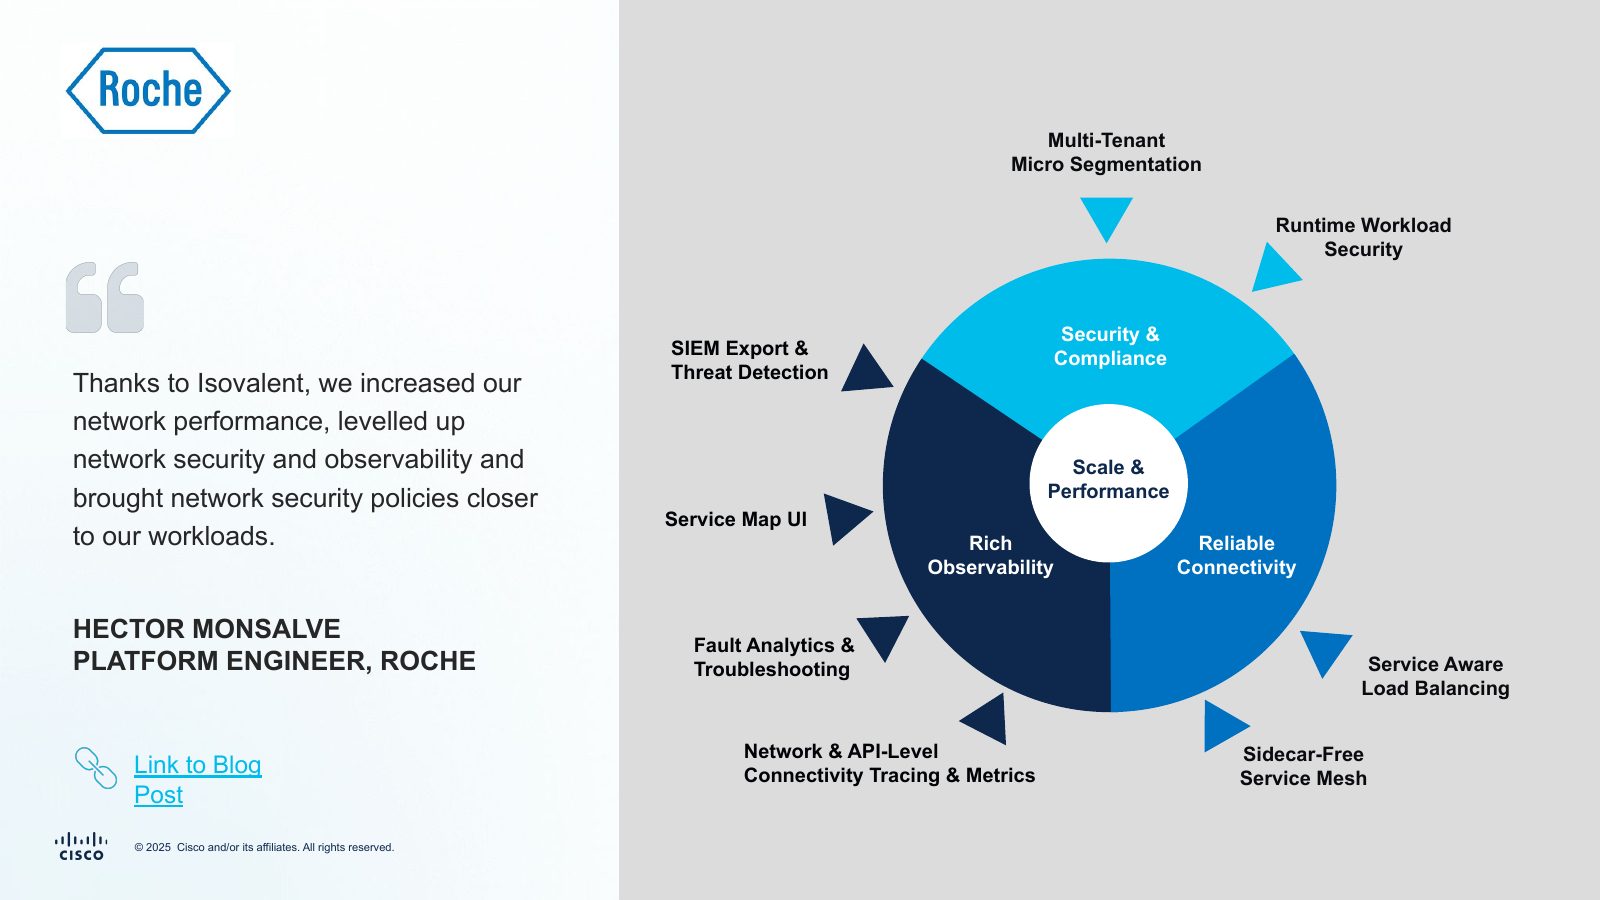 Roche
Thanks to Isovalent, we increased our
network performance, levelled up
network security and observability and
brought network security policies closer
to our workloads.
HECTOR MONSALVE
PLATFORM ENGINEER, ROCHE
Link to Blog
Post
CISCO
© 2025 Cisco and/or its affiliates. All rights reserved.
Multi-Tenant
Micro Segmentation
Runtime Workload
Security
SIEM Export &
Threat Detection
Security &
Compliance
Scale &
Performance
Service Map UI
Rich
Observability
Reliable
Connectivity
Fault Analytics &
Troubleshooting
Service Aware
Load Balancing
Network & API-Level
Connectivity Tracing & Metrics
Sidecar-Free
Service Mesh